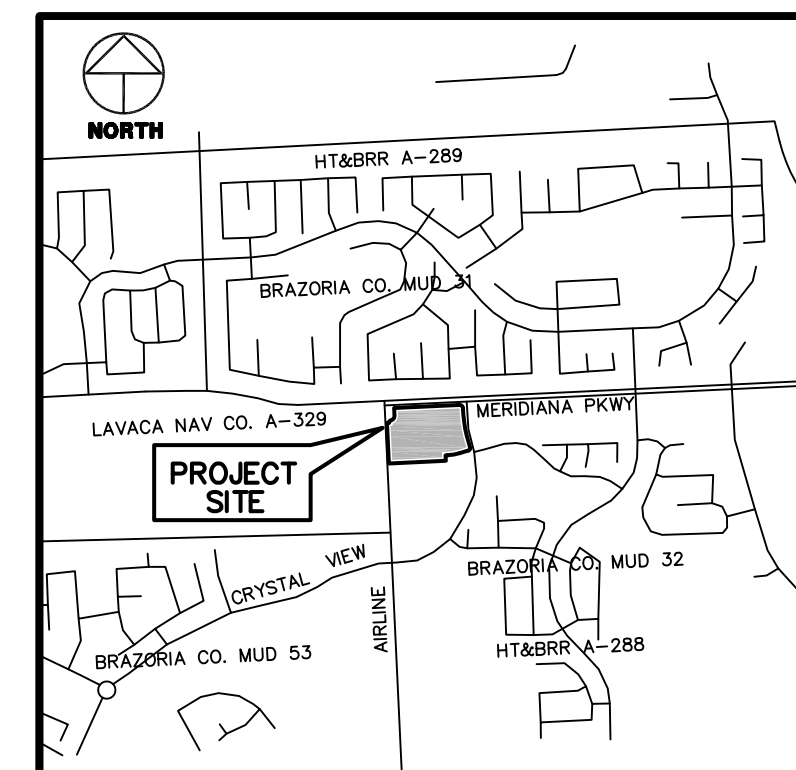 NORTH
HT&BRR A-289
BRAZORIA CO. MUD 31
LAVACA NAV CO. A-329
MERIDIANA PKWY
PROJECT
SITE
CRYSTAL VIEW
AIRLINE
BRAZORIA CO. MUD 32
BRAZORIA CO. MUD 53
HT&BRR A-288